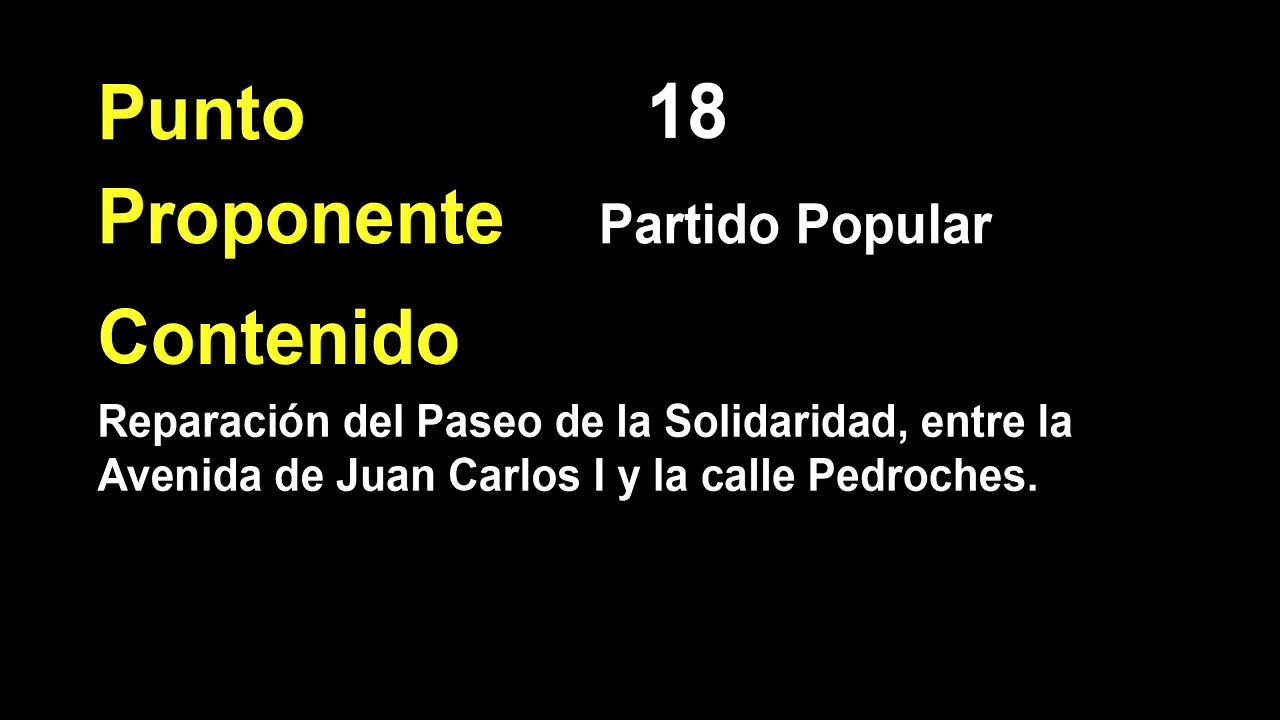 Punto 18
Proponente Partido Popular
Contenido
Reparación del Paseo de la Solidaridad, entre la
Avenida de Juan Carlos I y la calle Pedroches.